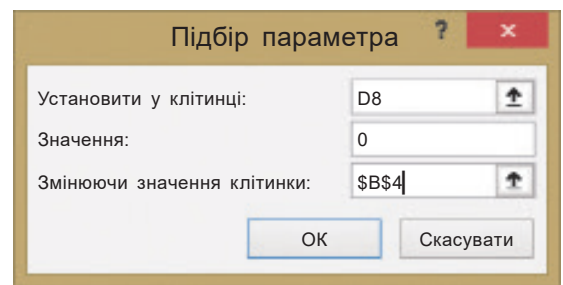 Підбір параметра ? ×
Установити у клітинці: D8
Значення: 0
Змінюючи значення клітинки: $B$4
ОК Скасувати